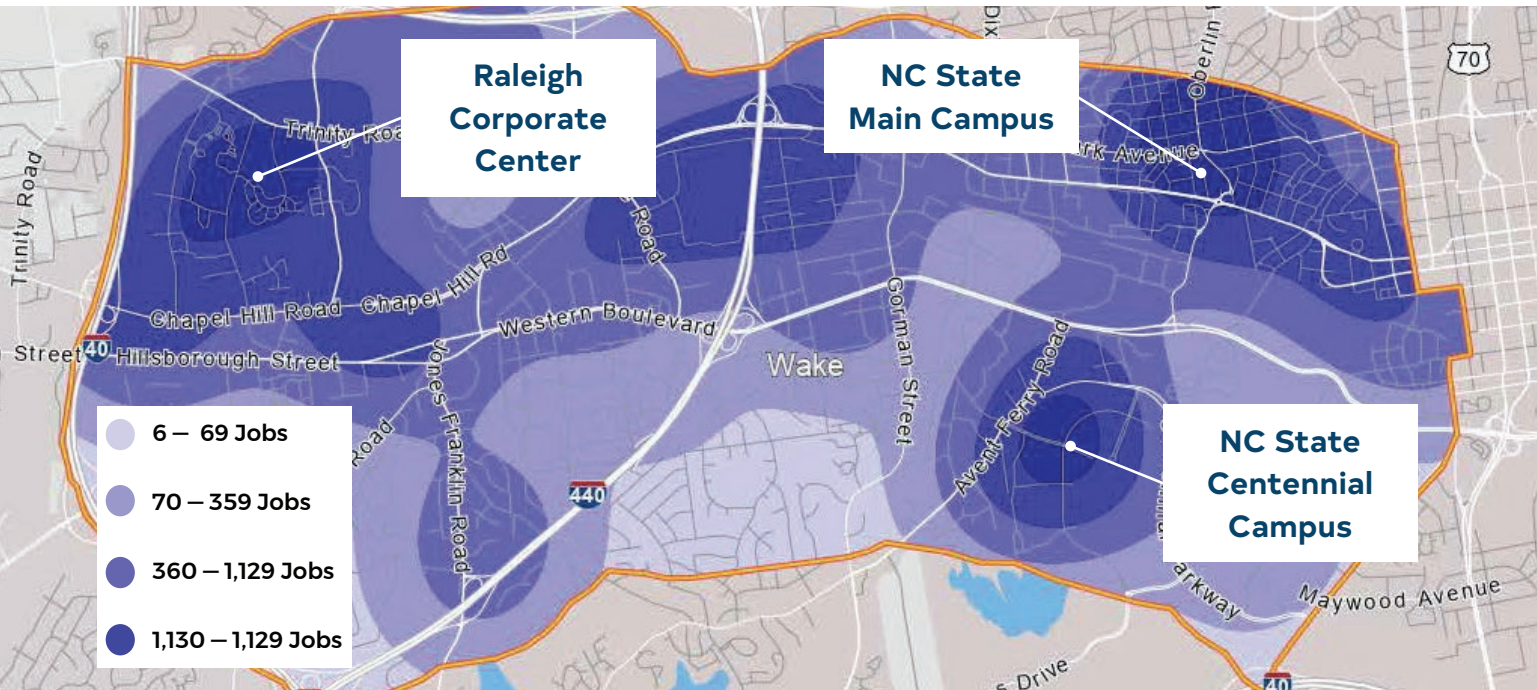 Raleigh
Corporate
Center
NC State
Main Campus
Oberlin
70
Trinity Road
Trinity
Avenue
Road
Chapel Hill Road
Chapel Hill Rd
Western Boulevard
Gorman Street
Wake
Street
40
Hillsborough Street
Jones Franklin Road
Avent Ferry Road
Road
440
6 — 69 Jobs
70 — 359 Jobs
360 — 1,129 Jobs
1,130 — 1,129 Jobs
NC State
Centennial
Campus
Maywood Avenue
Drive
40